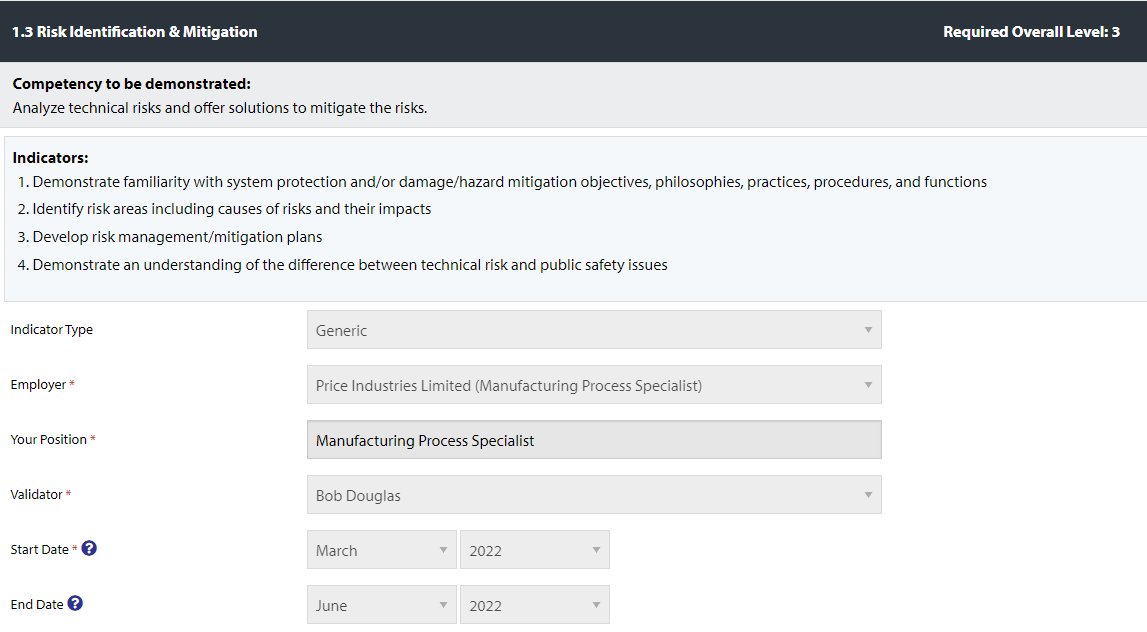 1.3 Risk Identification & Mitigation Required Overall Level: 3
Competency to be demonstrated:
Analyze technical risks and offer solutions to mitigate the risks.
Indicators:
1. Demonstrate familiarity with system protection and/or damage/hazard mitigation objectives, philosophies, practices, procedures, and functions
2. Identify risk areas including causes of risks and their impacts
3. Develop risk management/mitigation plans
4. Demonstrate an understanding of the difference between technical risk and public safety issues
Indicator Type Generic
Employer * Price Industries Limited (Manufacturing Process Specialist)
Your Position * Manufacturing Process Specialist
Validator * Bob Douglas
Start Date * ? March 2022
End Date ? June 2022